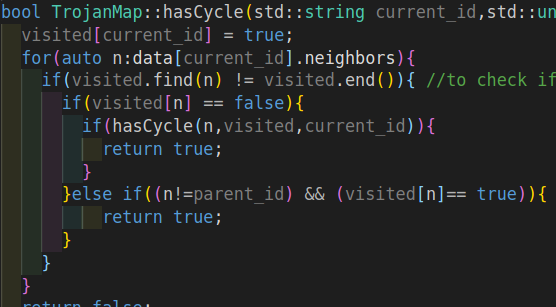 bool TrojanMap::hasCycle(std::string current_id,std::un
visited[current_id] = true;
for(auto n:data[current_id].neighbors){
if(visited.find(n) != visited.end()){ //to check if
if(visited[n] == false){
if(hasCycle(n,visited,current_id)){
return true;
}
}else if((n!=parent_id) && (visited[n]== true)){
return true;
}
}
}
return false;